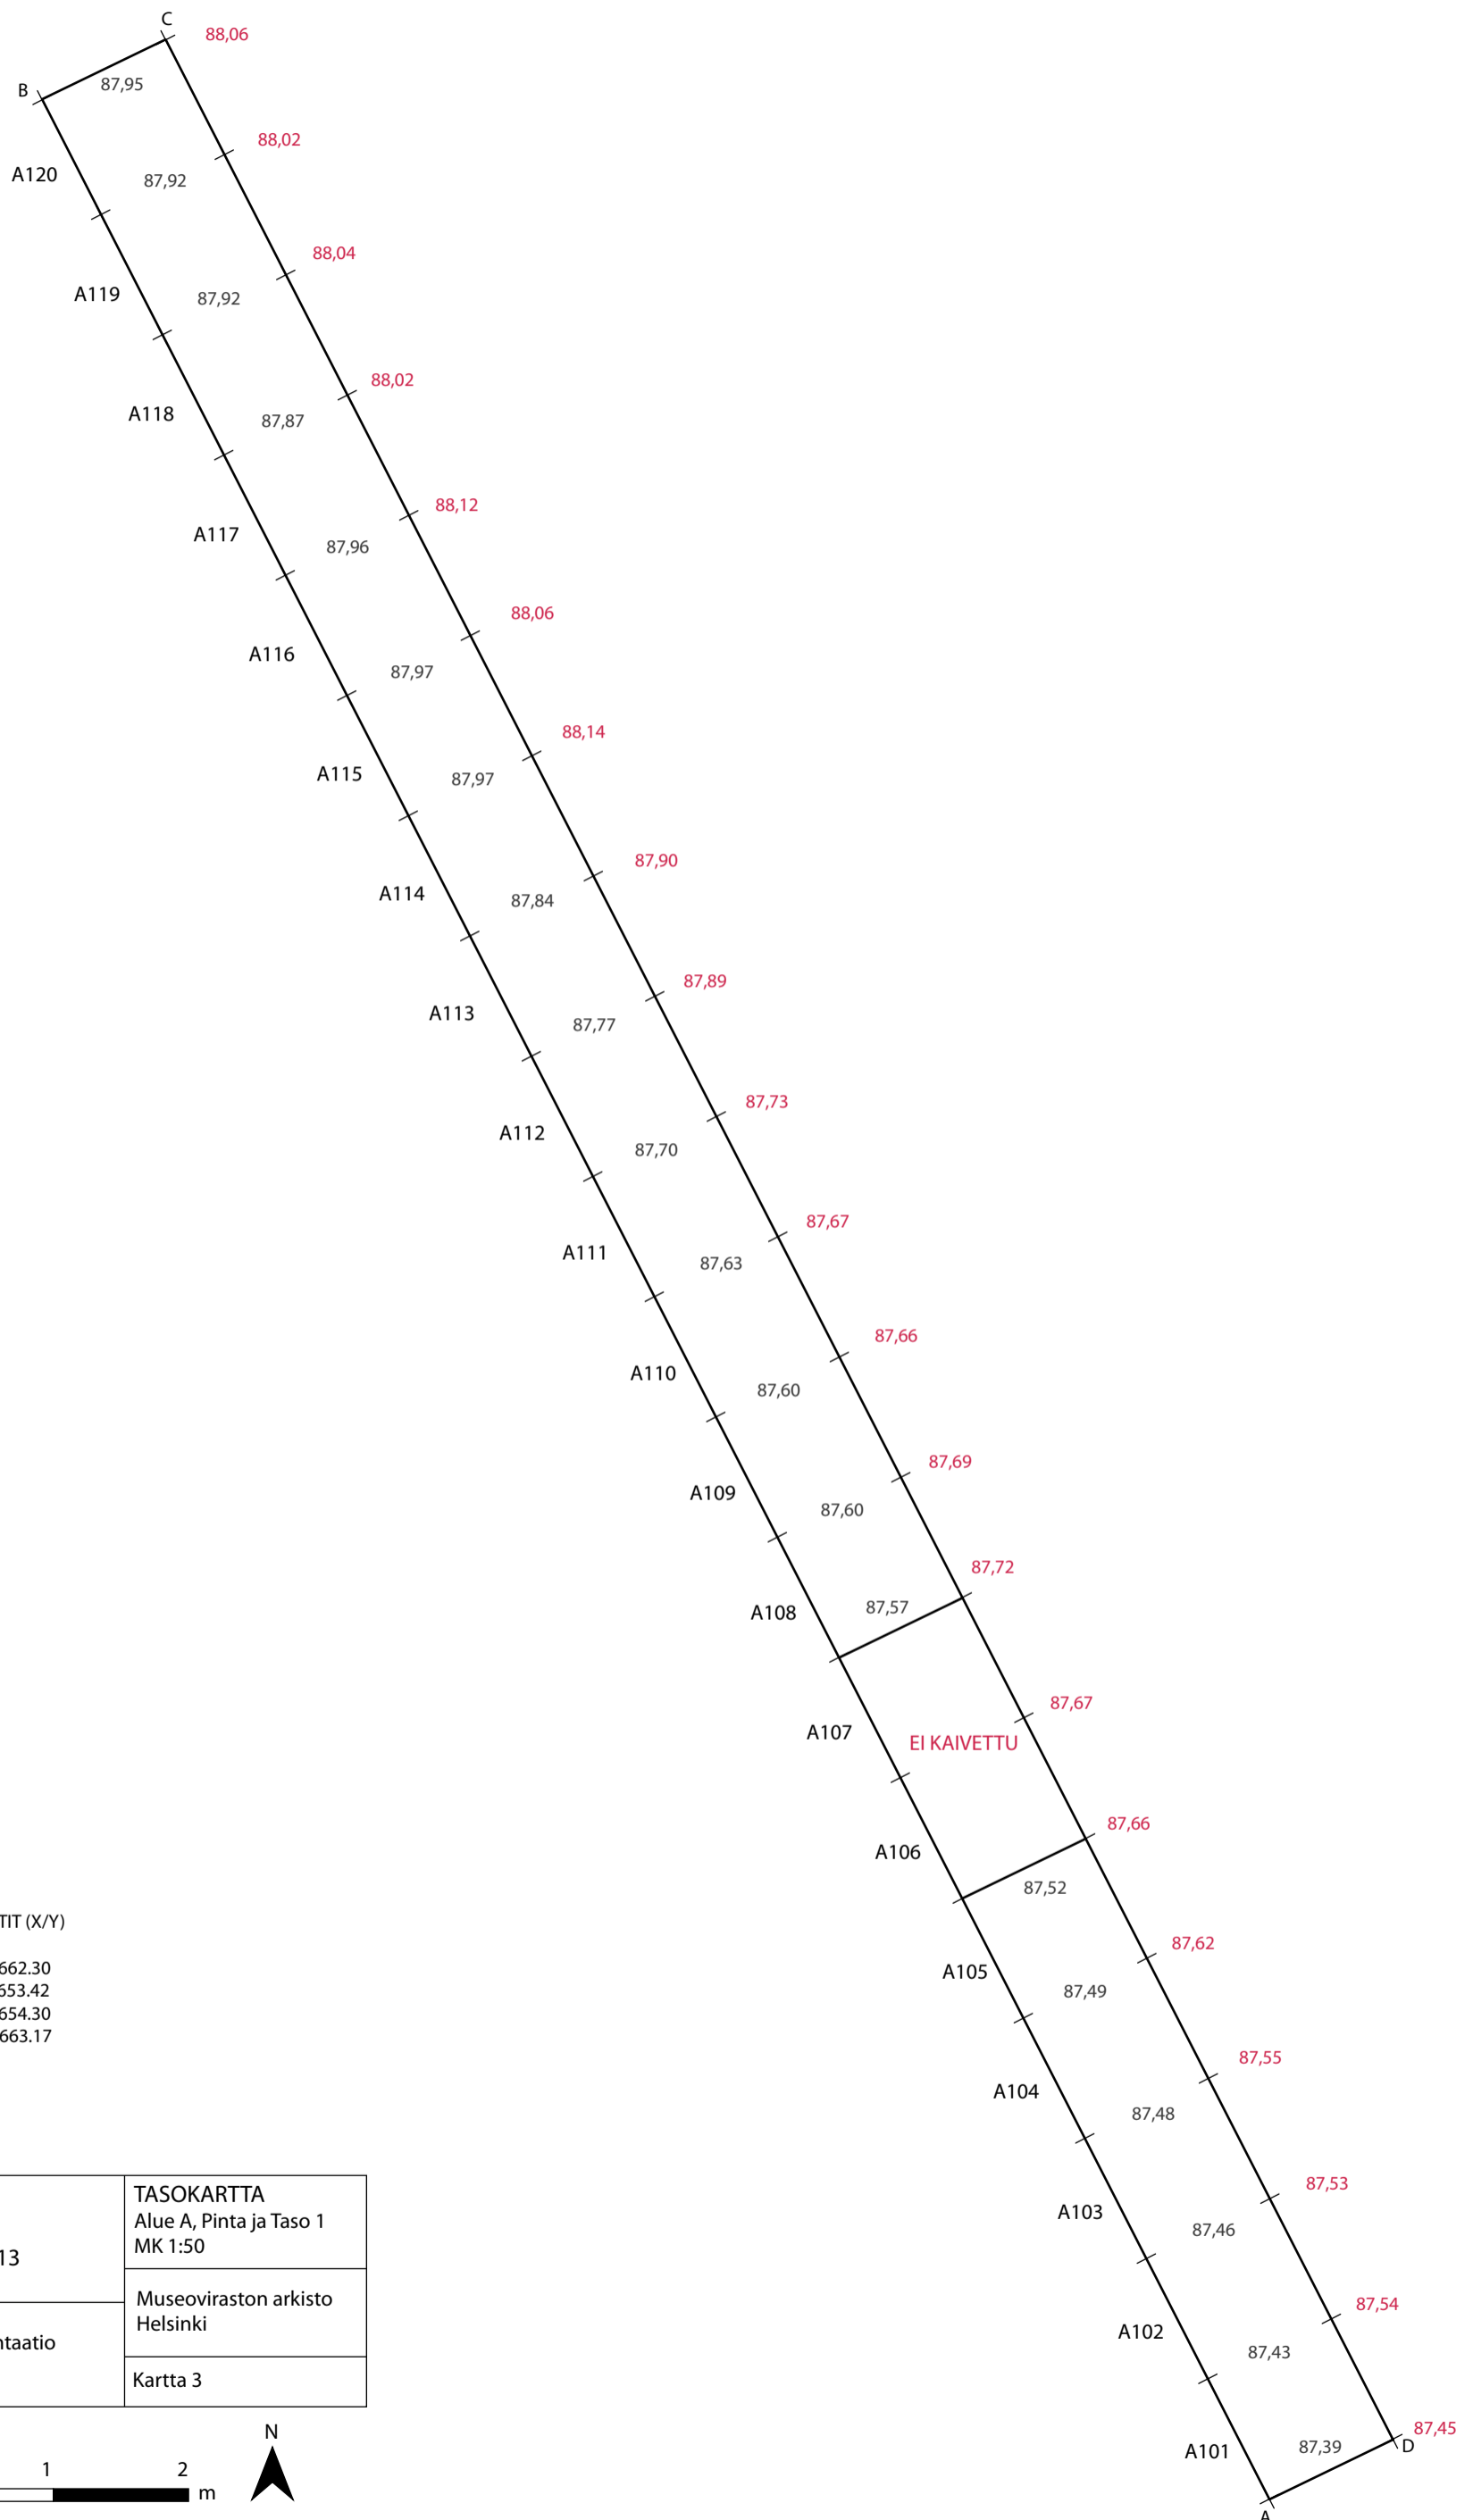 C
88,06
B
87,95
88,02
A120
87,92
88,04
A119
87,92
88,02
A118
87,87
88,12
A117
87,96
88,06
A116
87,97
88,14
A115
87,97
87,90
A114
87,84
87,89
A113
87,77
87,73
A112
87,70
87,67
A111
87,63
87,66
A110
87,60
87,69
A109
87,60
87,72
A108
87,57
87,67
A107
EI KAIVETTU
87,66
A106
87,52
87,62
A105
87,49
87,55
A104
87,48
87,53
A103
87,46
87,54
A102
87,43
87,45
A101
87,39
D
A
TIT (X/Y)
662.30
653.42
654.30
663.17
13
ntaatio
TASOKARTTA
Alue A, Pinta ja Taso 1
MK 1:50
Museoviraston arkisto
Helsinki
Kartta 3
N
1 2
m